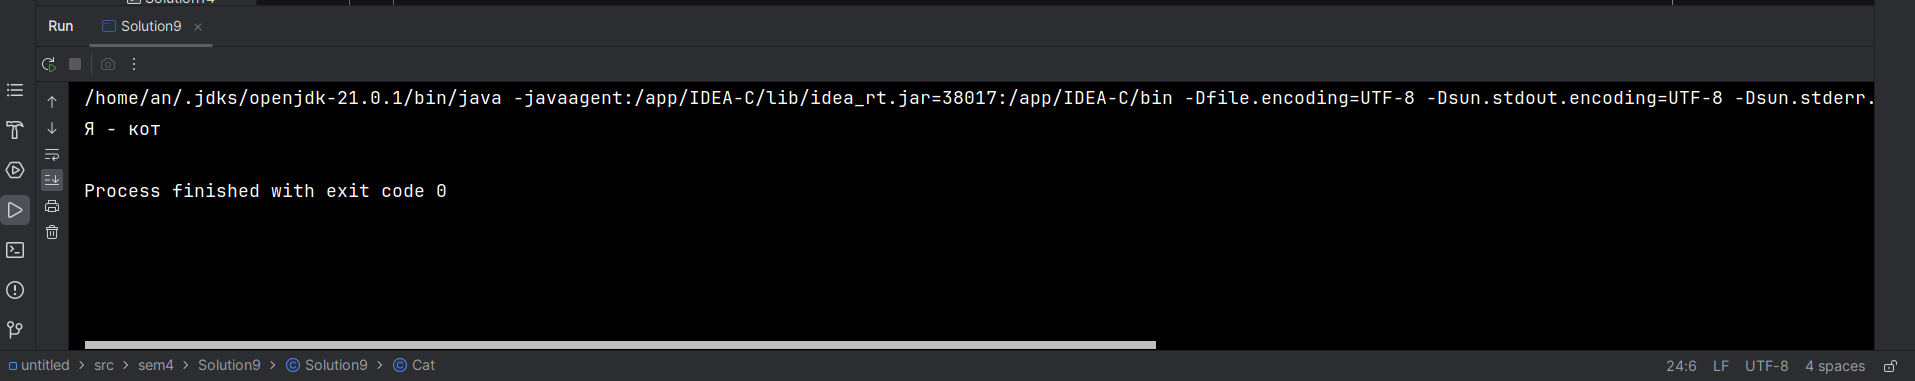 Solution14
Run Solution9
/home/an/.jdks/openjdk-21.0.1/bin/java -javaagent:/app/IDEA-C/lib/idea_rt.jar=38017:/app/IDEA-C/bin -Dfile.encoding=UTF-8 -Dsun.stdout.encoding=UTF-8 -Dsun.stderr.
Я - кот
Process finished with exit code 0
untitled > src > sem4 > Solution9 > Solution9 > Cat 24:6 LF UTF-8 4 spaces